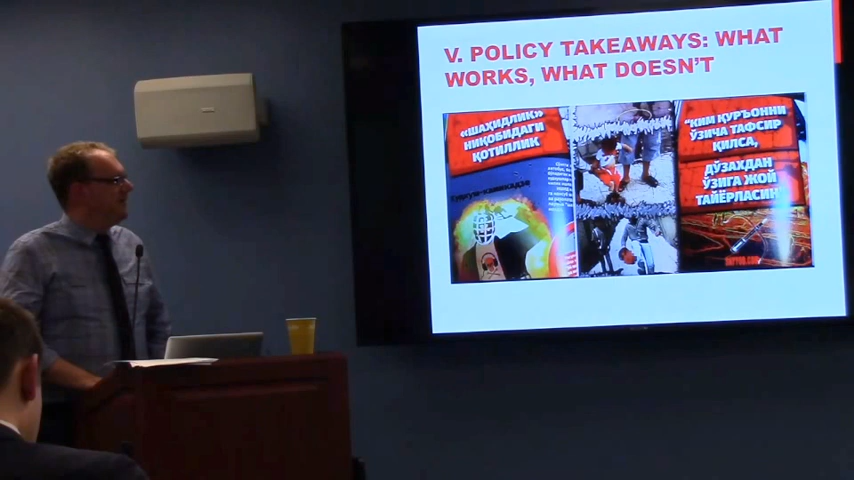 V. POLICY TAKEAWAYS: WHAT
WORKS, WHAT DOESN'T
«ШАҲИДЛИК»
НИҚОБИДАГИ
ҚОТИЛЛИК
"КИМ ҚУРЪОННИ
ЎЗИЧА ТАФСИР
ҚИЛСА,
ДЎЗАХДАН
ЎЗИГА ЖОЙ
ТАЙЁРЛАСИН"